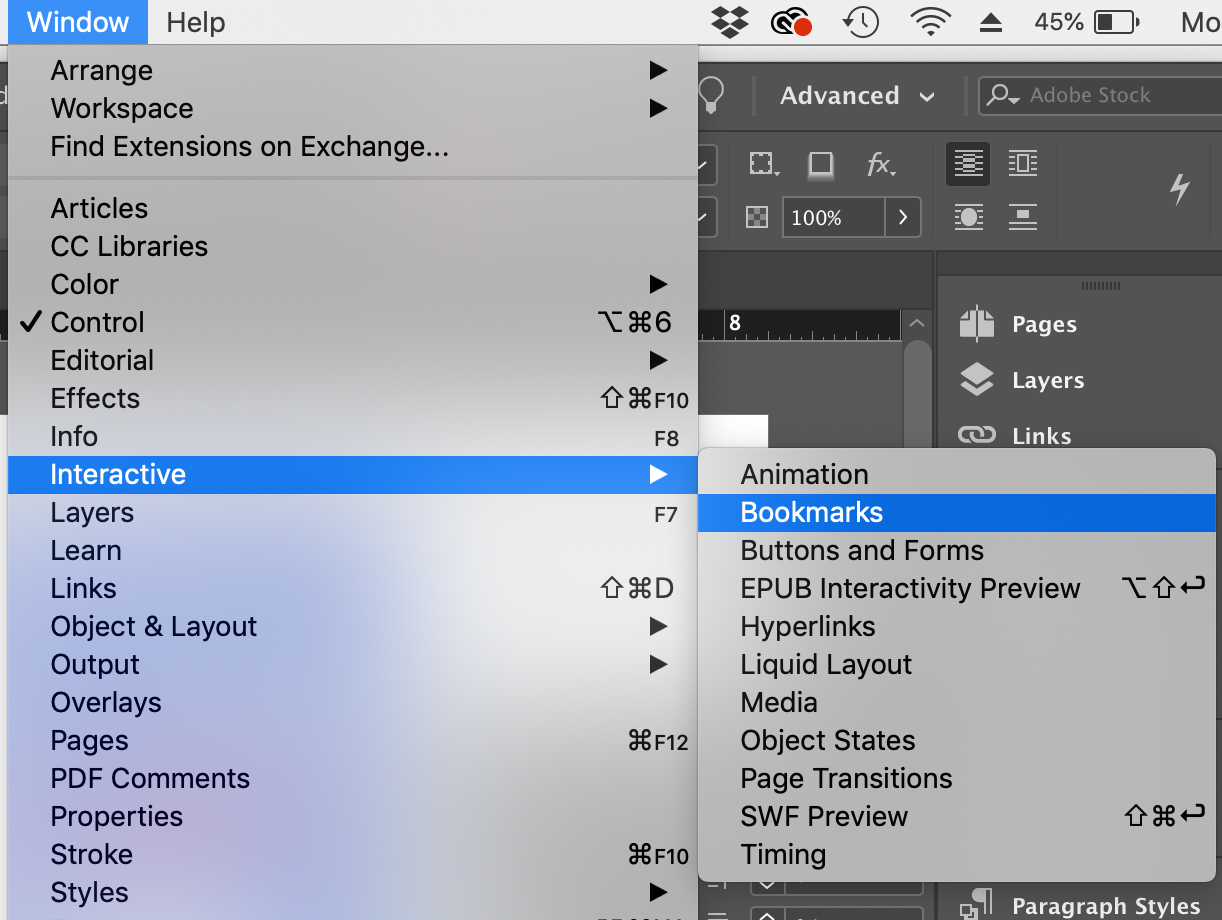 Window Help 45% Mo
Advanced Adobe Stock
Arrange
Workspace
Find Extensions on Exchange...
Articles
CC Libraries
Color
✓ Control ⌥⌘6
Editorial
Effects ⇧⌘F10
Info F8
Interactive
Layers F7
Learn
Links ⇧⌘D
Object & Layout
Output
Overlays
Pages ⌘F12
PDF Comments
Properties
Stroke ⌘F10
Styles
fx
100%
8
Pages
Layers
Links
Animation
Bookmarks
Buttons and Forms
EPUB Interactivity Preview ⌥⇧↩
Hyperlinks
Liquid Layout
Media
Object States
Page Transitions
SWF Preview ⇧⌘↩
Timing
Paragraph Styles